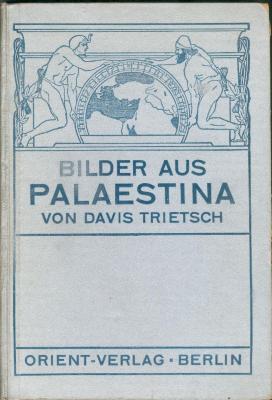 BILDER AUS
PALAESTINA
VON DAVIS TRIETSCH
ORIENT-VERLAG · BERLIN